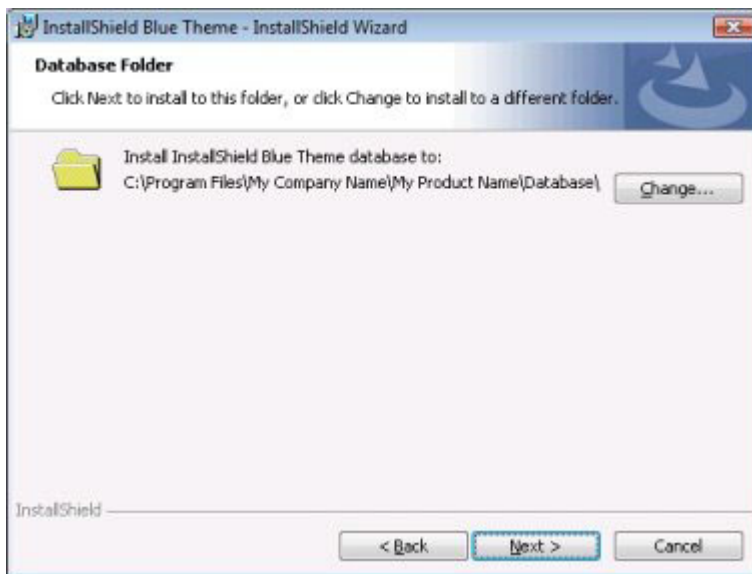 InstallShield Blue Theme - InstallShield Wizard
Database Folder
Click Next to install to this folder, or click Change to install to a different folder.
Install InstallShield Blue Theme database to:
C:\Program Files\My Company Name\My Product Name\Database\
Change...
InstallShield
< Back
Next >
Cancel